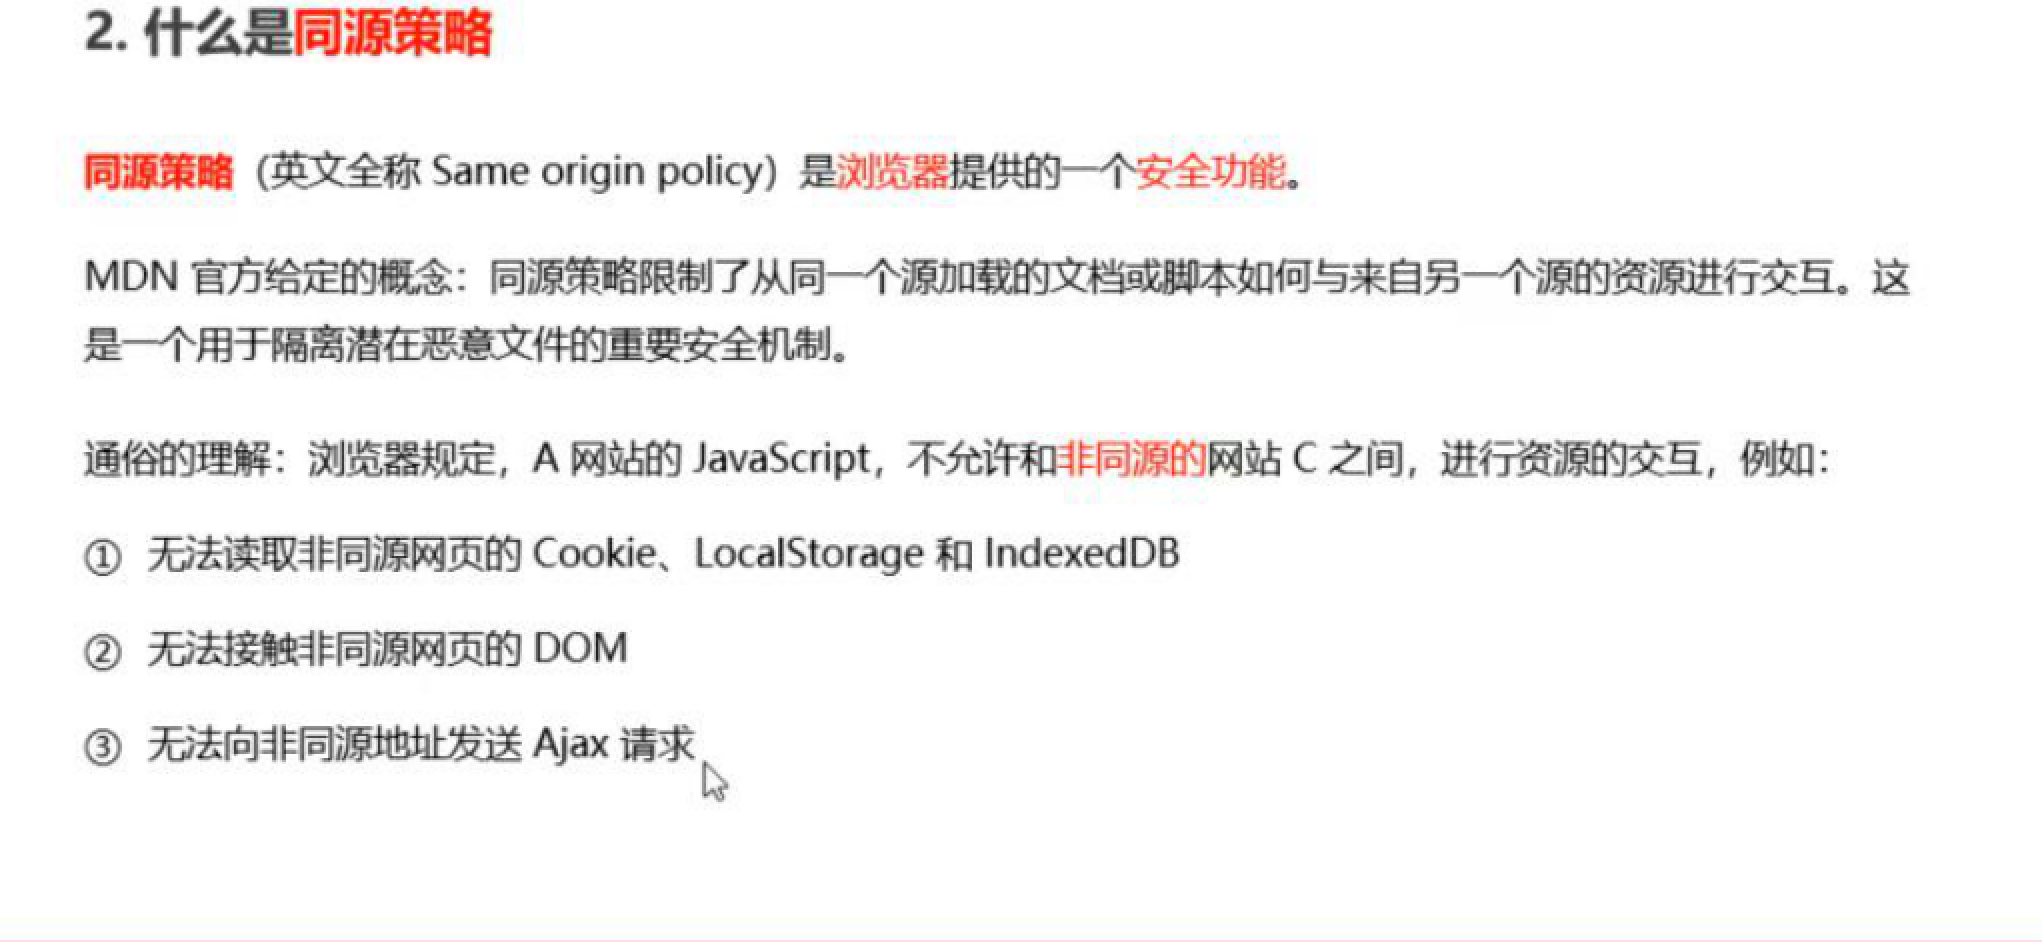 2. 什么是同源策略
同源策略（英文全称 Same origin policy）是浏览器提供的一个安全功能。
MDN 官方给定的概念：同源策略限制了从同一个源加载的文档或脚本如何与来自另一个源的资源进行交互。这
是一个用于隔离潜在恶意文件的重要安全机制。
通俗的理解：浏览器规定，A 网站的 JavaScript，不允许和非同源的网站 C 之间，进行资源的交互，例如：
① 无法读取非同源网页的 Cookie、LocalStorage 和 IndexedDB
② 无法接触非同源网页的 DOM
③ 无法向非同源地址发送 Ajax 请求